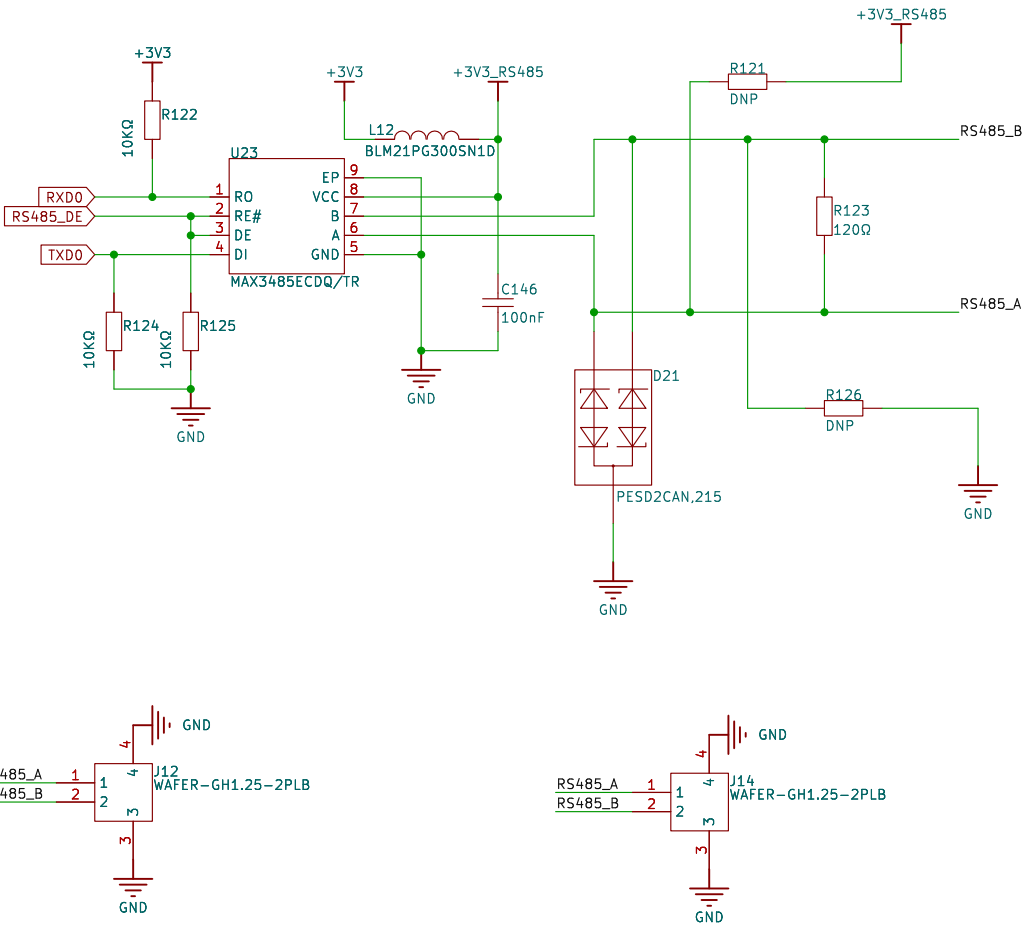 +3V3_RS485
+3V3
+3V3
+3V3_RS485
R121
DNP
R122
10KΩ
L12
BLM21PG300SN1D
RS485_B
U23
EP 9
RXD0
1 RO
VCC 8
RS485_DE
2 RE#
B 7
R123
120Ω
3 DE
A 6
TXD0
4 DI
GND 5
MAX3485ECDQ/TR
C146
100nF
RS485_A
R124
10KΩ
R125
10KΩ
GND
GND
D21
PESD2CAN,215
R126
DNP
GND
GND
GND
4
4
J12
WAFER-GH1.25-2PLB
485_A
1
1
485_B
2
2
3
3
GND
GND
4
4
J14
WAFER-GH1.25-2PLB
RS485_A
1
1
RS485_B
2
2
3
3
GND